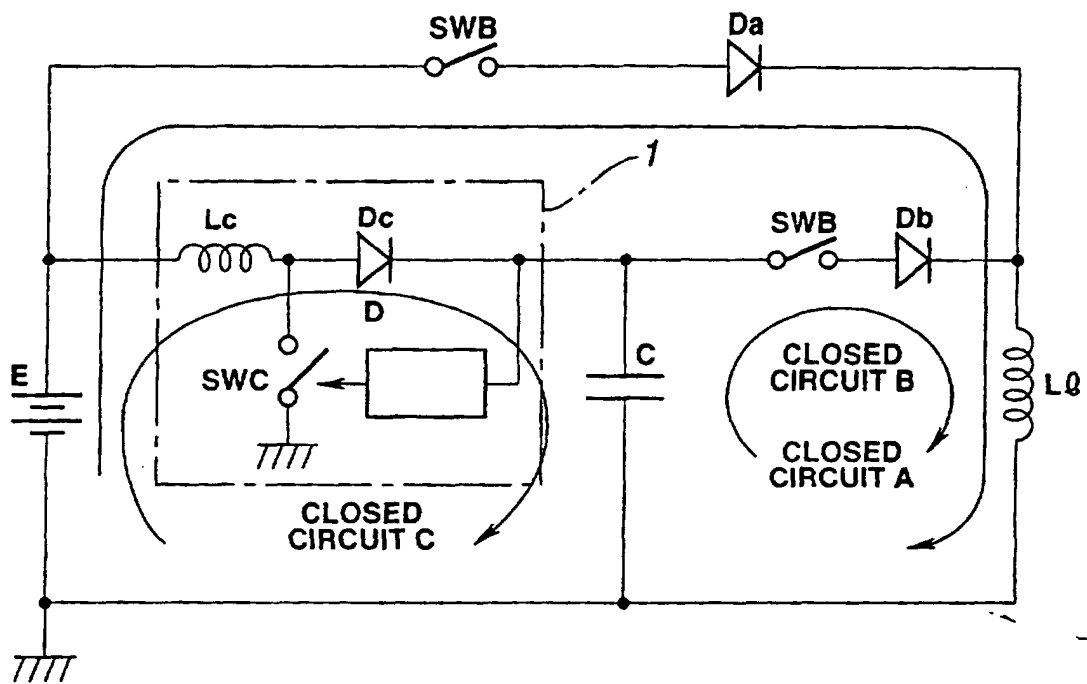 SWB
Da
1
Lc
Dc
SWB
Db
D
E
SWC
C
CLOSED
CIRCUIT B
Lℓ
CLOSED
CIRCUIT A
CLOSED
CIRCUIT C